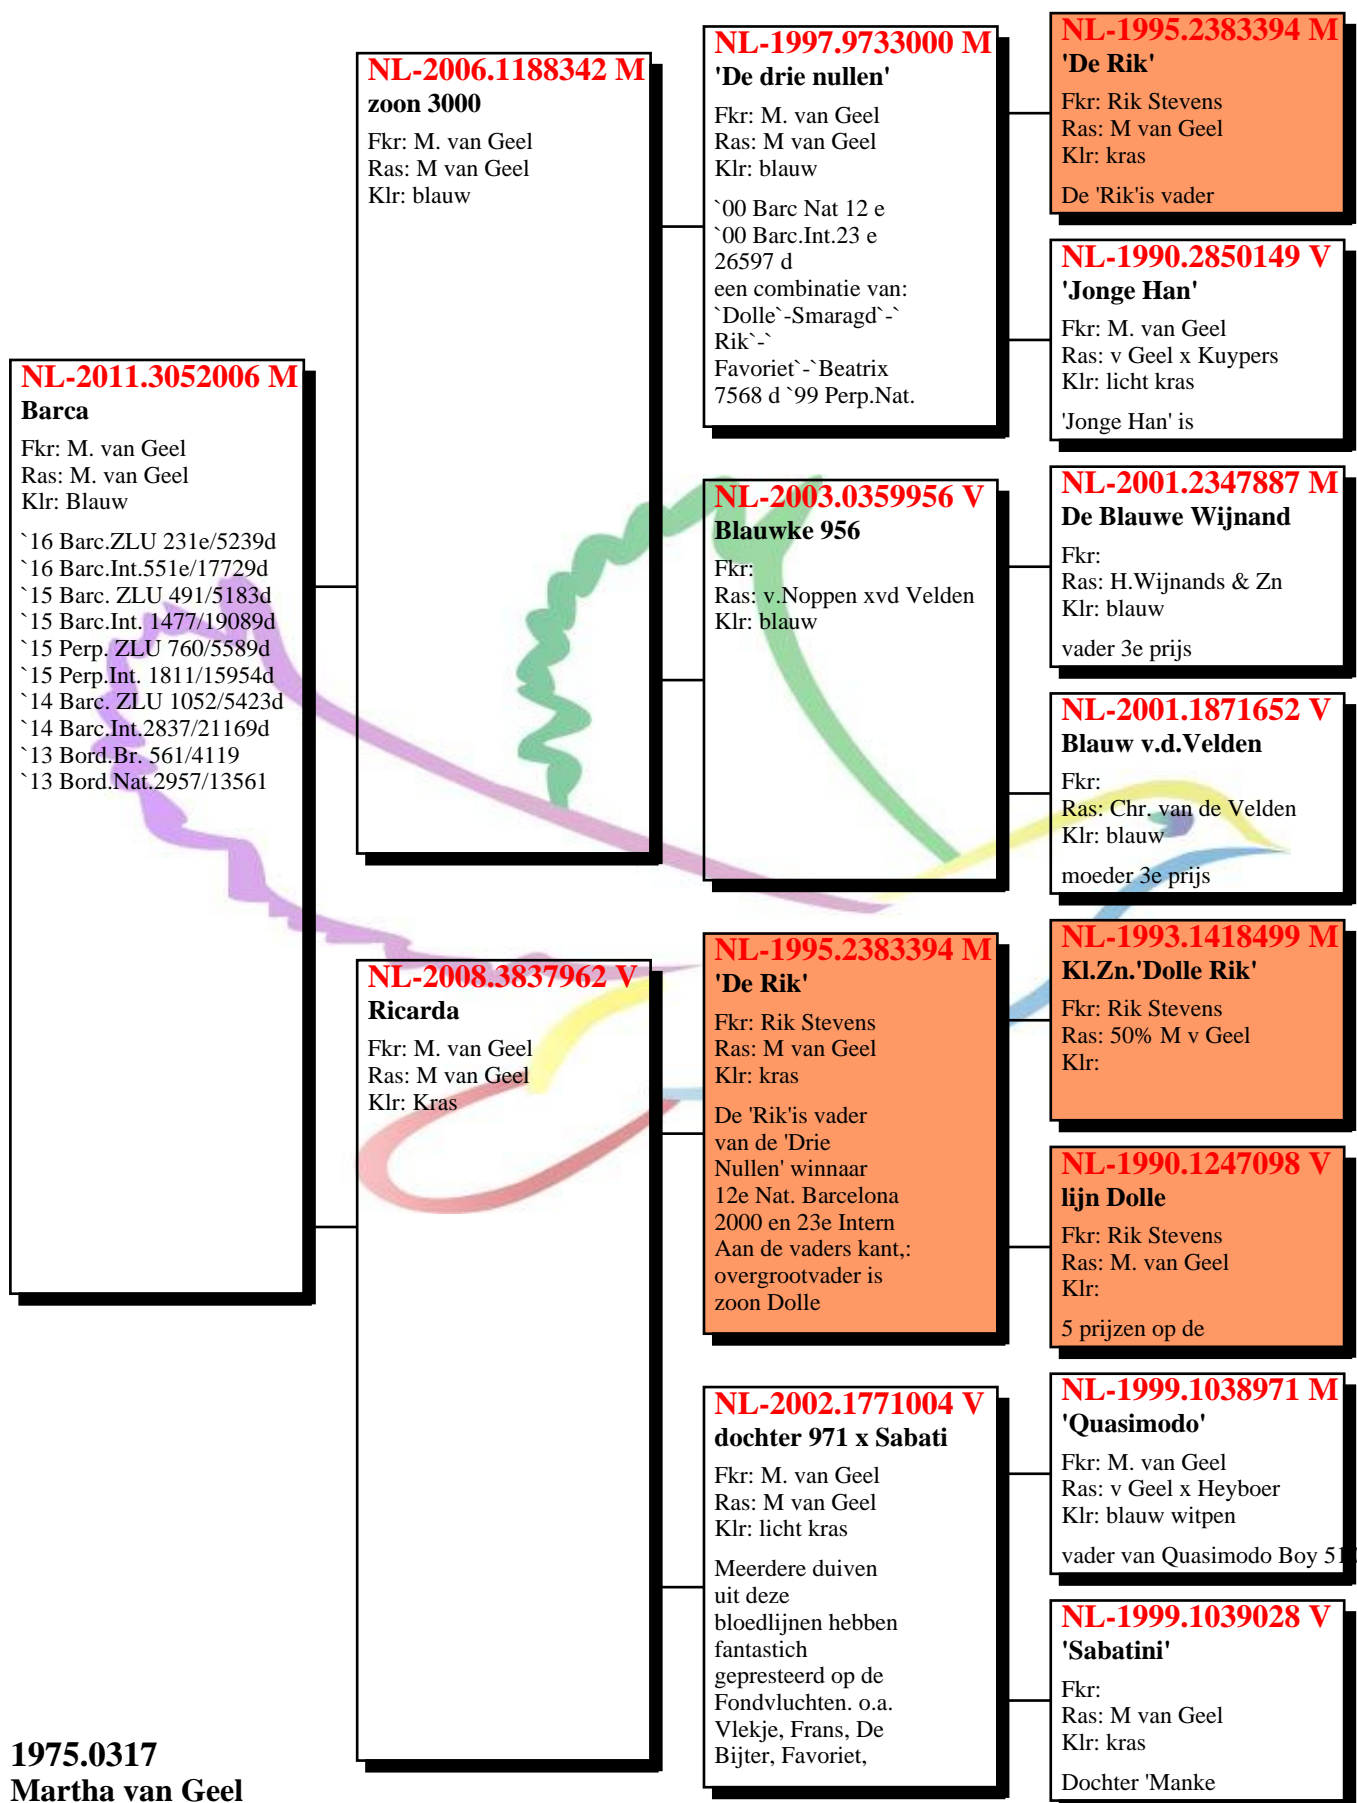 NL-2011.3052006 M
Barca
Fkr: M. van Geel
Ras: M. van Geel
Klr: Blauw
`16 Barc.ZLU 231e/5239d
`16 Barc.Int.551e/17729d
`15 Barc. ZLU 491/5183d
`15 Barc.Int. 1477/19089d
`15 Perp. ZLU 760/5589d
`15 Perp.Int. 1811/15954d
`14 Barc. ZLU 1052/5423d
`14 Barc.Int.2837/21169d
`13 Bord.Br. 561/4119
`13 Bord.Nat.2957/13561
NL-2006.1188342 M
zoon 3000
Fkr: M. van Geel
Ras: M van Geel
Klr: blauw
NL-2008.3837962 V
Ricarda
Fkr: M. van Geel
Ras: M van Geel
Klr: Kras
NL-1997.9733000 M
'De drie nullen'
Fkr: M. van Geel
Ras: M van Geel
Klr: blauw
`00 Barc Nat 12 e
`00 Barc.Int.23 e
26597 d
een combinatie van:
`Dolle`-Smaragd`-`
Rik`-`
Favoriet`-`Beatrix
7568 d `99 Perp.Nat.
NL-2003.0359956 V
Blauwke 956
Fkr:
Ras: v.Noppen xvd Velden
Klr: blauw
NL-1995.2383394 M
'De Rik'
Fkr: Rik Stevens
Ras: M van Geel
Klr: kras
De 'Rik'is vader
van de 'Drie
Nullen' winnaar
12e Nat. Barcelona
2000 en 23e Intern
Aan de vaders kant,:
overgrootvader is
zoon Dolle
NL-2002.1771004 V
dochter 971 x Sabati
Fkr: M. van Geel
Ras: M van Geel
Klr: licht kras
Meerdere duiven
uit deze
bloedlijnen hebben
fantastich
gepresteerd op de
Fondvluchten. o.a.
Vlekje, Frans, De
Bijter, Favoriet,
NL-1995.2383394 M
'De Rik'
Fkr: Rik Stevens
Ras: M van Geel
Klr: kras
De 'Rik'is vader
NL-1990.2850149 V
'Jonge Han'
Fkr: M. van Geel
Ras: v Geel x Kuypers
Klr: licht kras
'Jonge Han' is
NL-2001.2347887 M
De Blauwe Wijnand
Fkr:
Ras: H.Wijnands & Zn
Klr: blauw
vader 3e prijs
NL-2001.1871652 V
Blauw v.d.Velden
Fkr:
Ras: Chr. van de Velden
Klr: blauw
moeder 3e prijs
NL-1993.1418499 M
Kl.Zn.'Dolle Rik'
Fkr: Rik Stevens
Ras: 50% M v Geel
Klr:
NL-1990.1247098 V
lijn Dolle
Fkr: Rik Stevens
Ras: M. van Geel
Klr:
5 prijzen op de
NL-1999.1038971 M
'Quasimodo'
Fkr: M. van Geel
Ras: v Geel x Heyboer
Klr: blauw witpen
vader van Quasimodo Boy
NL-1999.1039028 V
'Sabatini'
Fkr:
Ras: M van Geel
Klr: kras
Dochter 'Manke
1975.0317
Martha van Geel